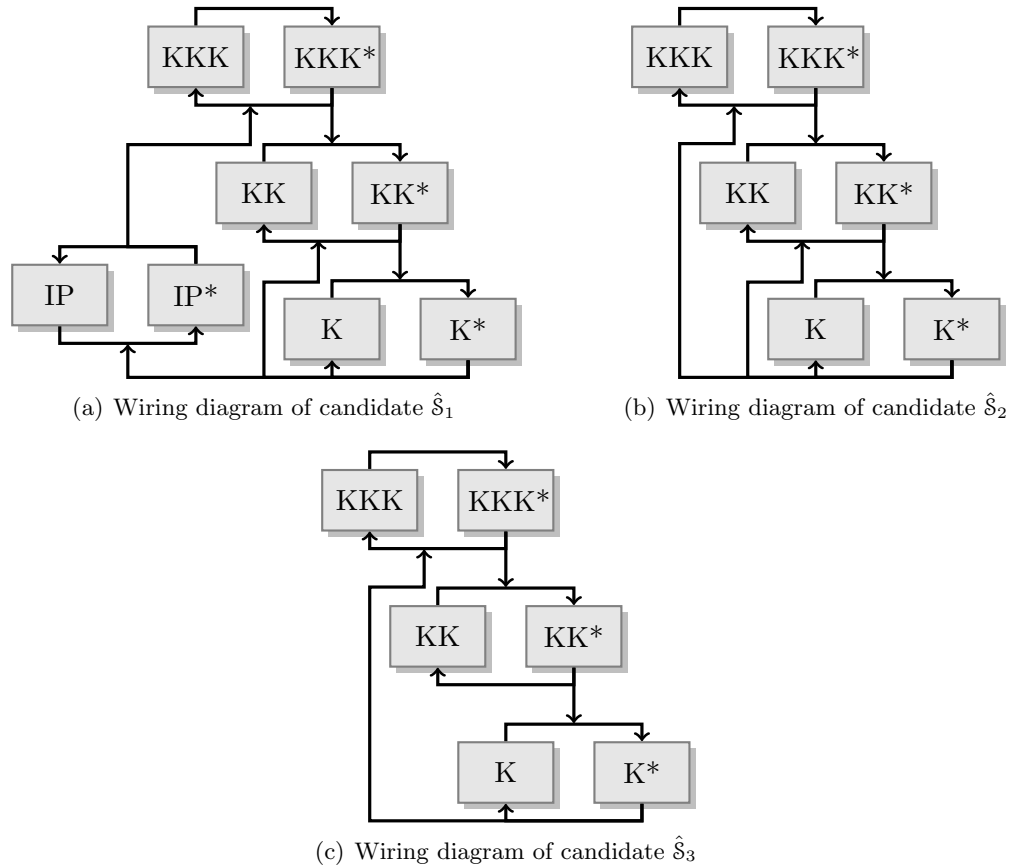 KKK KKK* KKK KKK*
KK KK* KK KK*
IP IP* K K* K K*
(a) Wiring diagram of candidate Ŝ₁ (b) Wiring diagram of candidate Ŝ₂
KKK KKK*
KK KK*
K K*
(c) Wiring diagram of candidate Ŝ₃